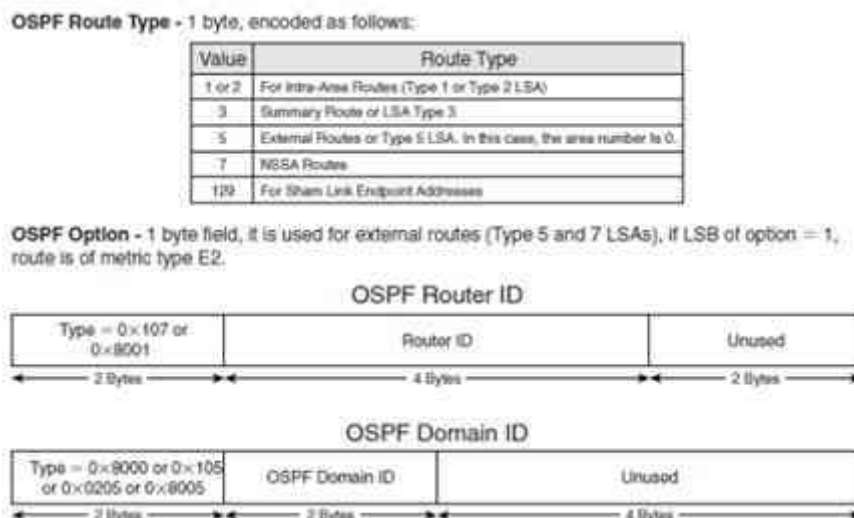 OSPF Route Type - 1 byte, encoded as follows:
Value Route Type
1 or 2 For Intra-Area Routes (Type 1 or Type 2 LSA)
3 Summary Route or LSA Type 3
5 External Routes or Type 5 LSA. In this case, the area number is 0.
7 NSSA Routes
129 For Sham Link Endpoint Addresses
OSPF Option - 1 byte field, it is used for external routes (Type 5 and 7 LSAs), if LSB of option = 1,
route is of metric type E2.
OSPF Router ID
Type = 0×107 or
0×8001
Router ID
Unused
2 Bytes 4 Bytes 2 Bytes
OSPF Domain ID
Type = 0×8000 or 0×105
or 0×0205 or 0×8005
OSPF Domain ID
Unused
2 Bytes 2 Bytes 4 Bytes